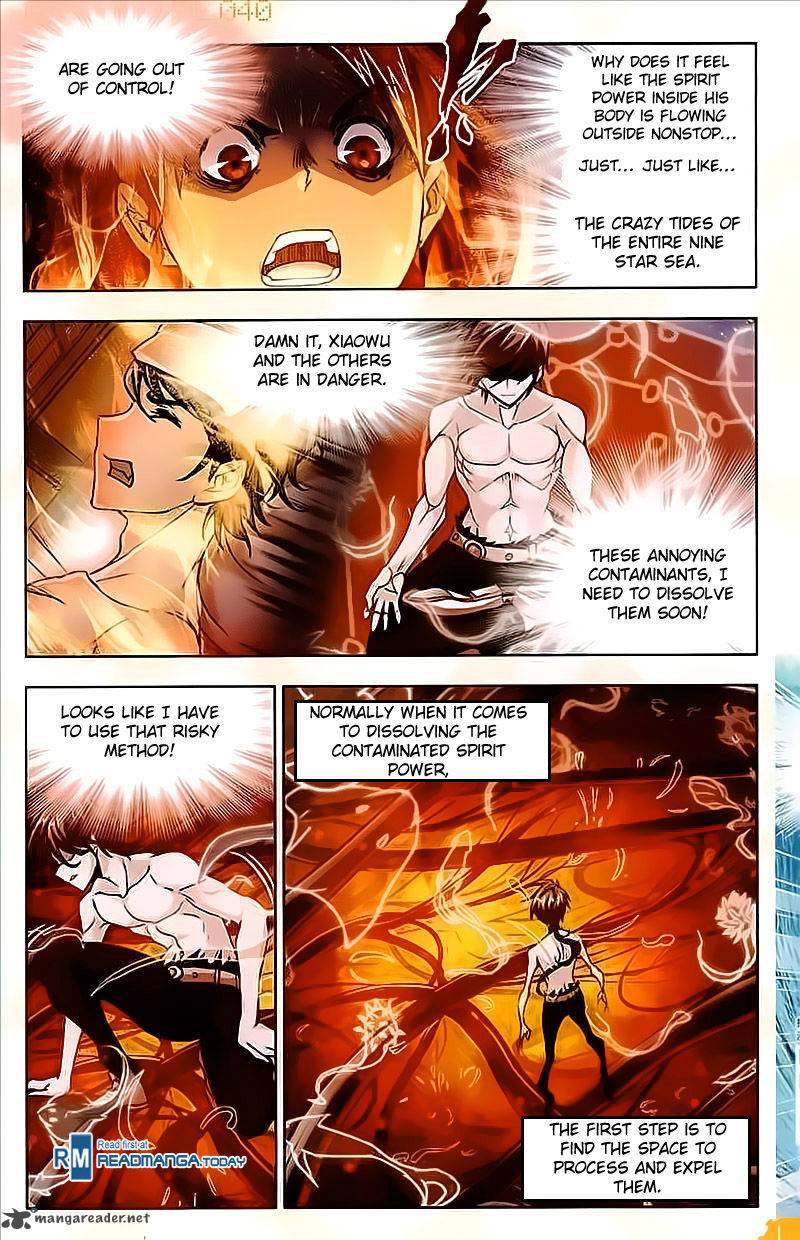 040
ARE GOING OUT
OF CONTROL!
WHY DOES IT FEEL
LIKE THE SPIRIT
POWER INSIDE HIS
BODY IS FLOWING
OUTSIDE NONSTOP...
JUST... JUST LIKE...
THE CRAZY TIDES OF
THE ENTIRE NINE
STAR SEA.
DAMN IT, XIAOWU
AND THE OTHERS
ARE IN DANGER.
THESE ANNOYING
CONTAMINANTS, I
NEED TO DISSOLVE
THEM SOON!
LOOKS LIKE I HAVE
TO USE THAT RISKY
METHOD!
NORMALLY WHEN IT COMES
TO DISSOLVING THE
CONTAMINATED SPIRIT
POWER,
THE FIRST STEP IS TO
FIND THE SPACE TO
PROCESS AND EXPEL
THEM.
RM
Read first at
READMANGA.TODAY
mangareader.net